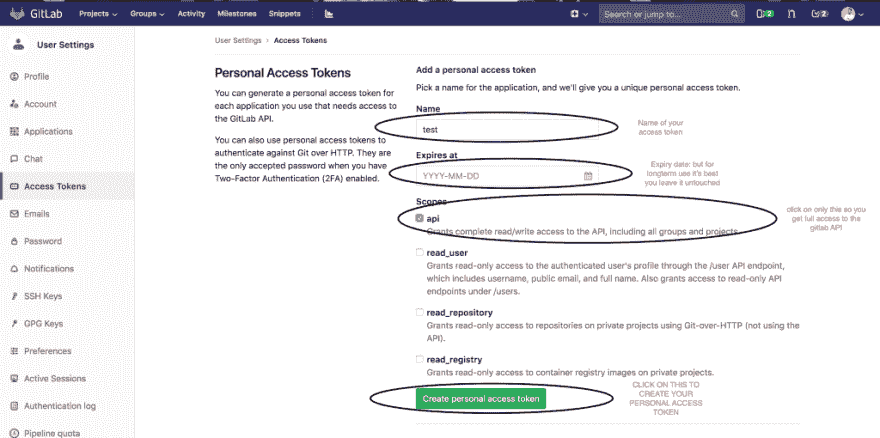 GitLab Projects Groups Activity Milestones Snippets Search or jump to... 2 2
User Settings
Profile
Account
Applications
Chat
Access Tokens
Emails
Password
Notifications
SSH Keys
GPG Keys
Preferences
Active Sessions
Authentication log
Pipeline quota
User Settings > Access Tokens
Personal Access Tokens
You can generate a personal access token for
each application you use that needs access to
the GitLab API.
You can also use personal access tokens to
authenticate against Git over HTTP. They are
the only accepted password when you have
Two-Factor Authentication (2FA) enabled.
Add a personal access token
Pick a name for the application, and we'll give you a unique personal access token.
Name
test
Name of your
access token
Expires at
YYYY-MM-DD
Expiry date: but for
longterm use it's best
you leave it untouched
Scopes
api
Grants complete read/write access to the API, including all groups and projects.
click on only this so you
get full access to the
gitlab API
read_user
Grants read-only access to the authenticated user's profile through the /user API endpoint,
which includes username, public email, and full name. Also grants access to read-only API
endpoints under /users.
read_repository
Grants read-only access to repositories on private projects using Git-over-HTTP (not using the
API).
read_registry
Grants read-only access to container registry images on private projects.
Create personal access token
CLICK ON THIS TO
CREATE YOUR
PERSONAL ACCESS
TOKEN